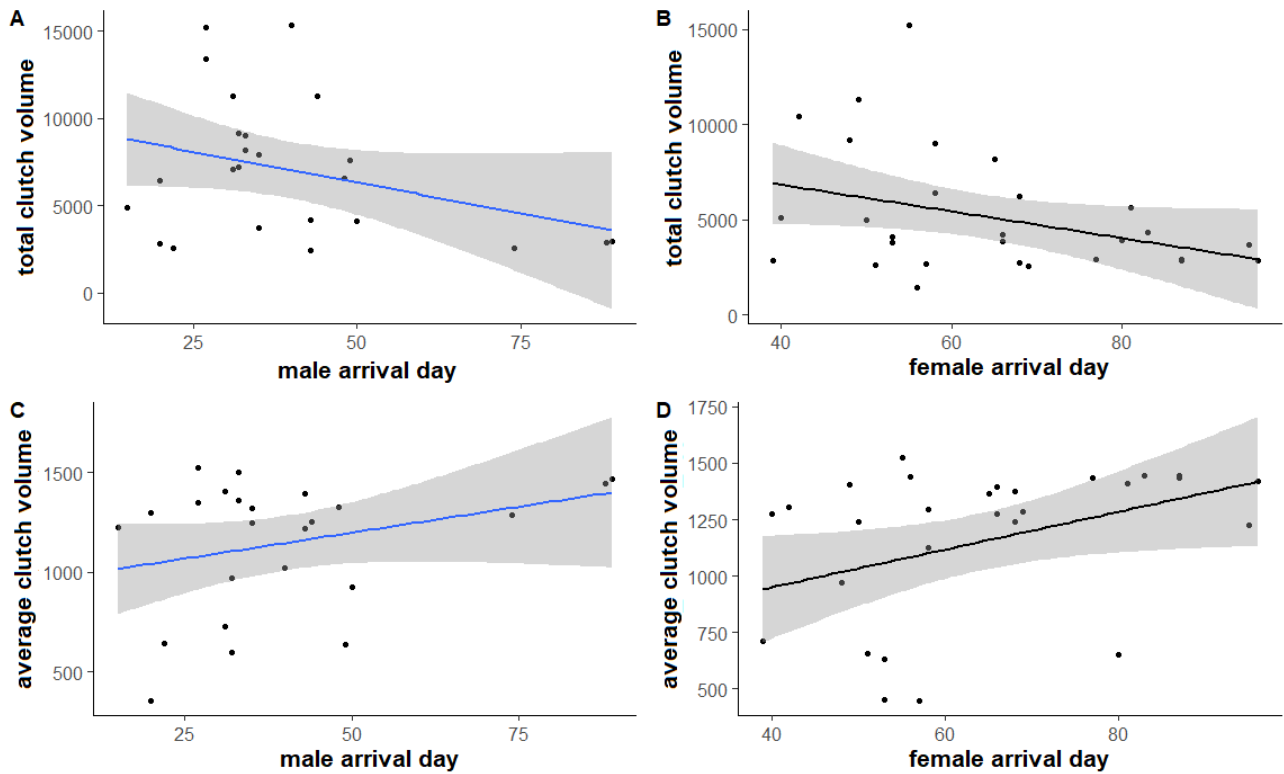 A
total clutch volume
15000
10000
5000
0
25
50
75
male arrival day
B
total clutch volume
15000
10000
5000
0
40
60
80
female arrival day
C
average clutch volume
1500
1000
500
25
50
75
male arrival day
D
average clutch volume
1750
1500
1250
1000
750
500
40
60
80
female arrival day